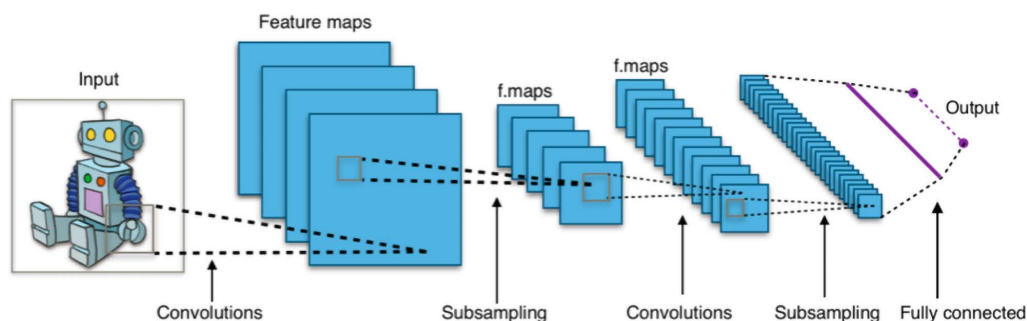 Feature maps
Input
f.maps
f.maps
Output
Convolutions
Subsampling
Convolutions
Subsampling
Fully connected